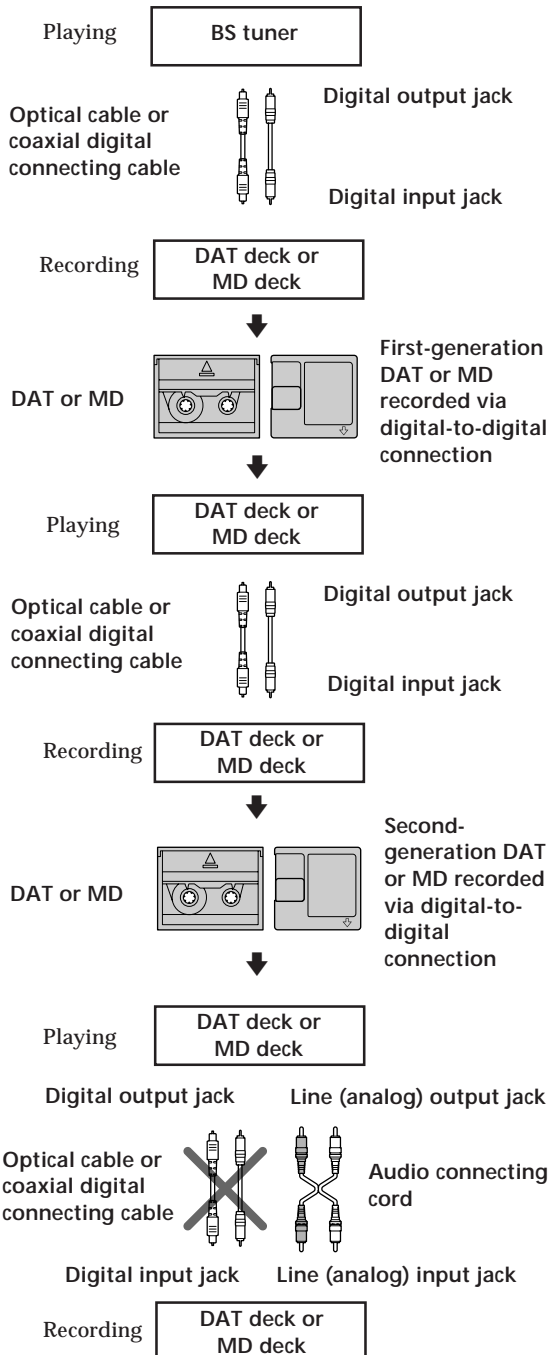 Playing
BS tuner
Optical cable or
coaxial digital
connecting cable
Digital output jack
Digital input jack
Recording
DAT deck or
MD deck
DAT or MD
First-generation
DAT or MD
recorded via
digital-to-digital
connection
Playing
DAT deck or
MD deck
Optical cable or
coaxial digital
connecting cable
Digital output jack
Digital input jack
Recording
DAT deck or
MD deck
DAT or MD
Second-
generation DAT
or MD recorded
via digital-to-
digital
connection
Playing
DAT deck or
MD deck
Digital output jack
Line (analog) output jack
Optical cable or
coaxial digital
connecting cable
Audio connecting
cord
Digital input jack
Line (analog) input jack
Recording
DAT deck or
MD deck